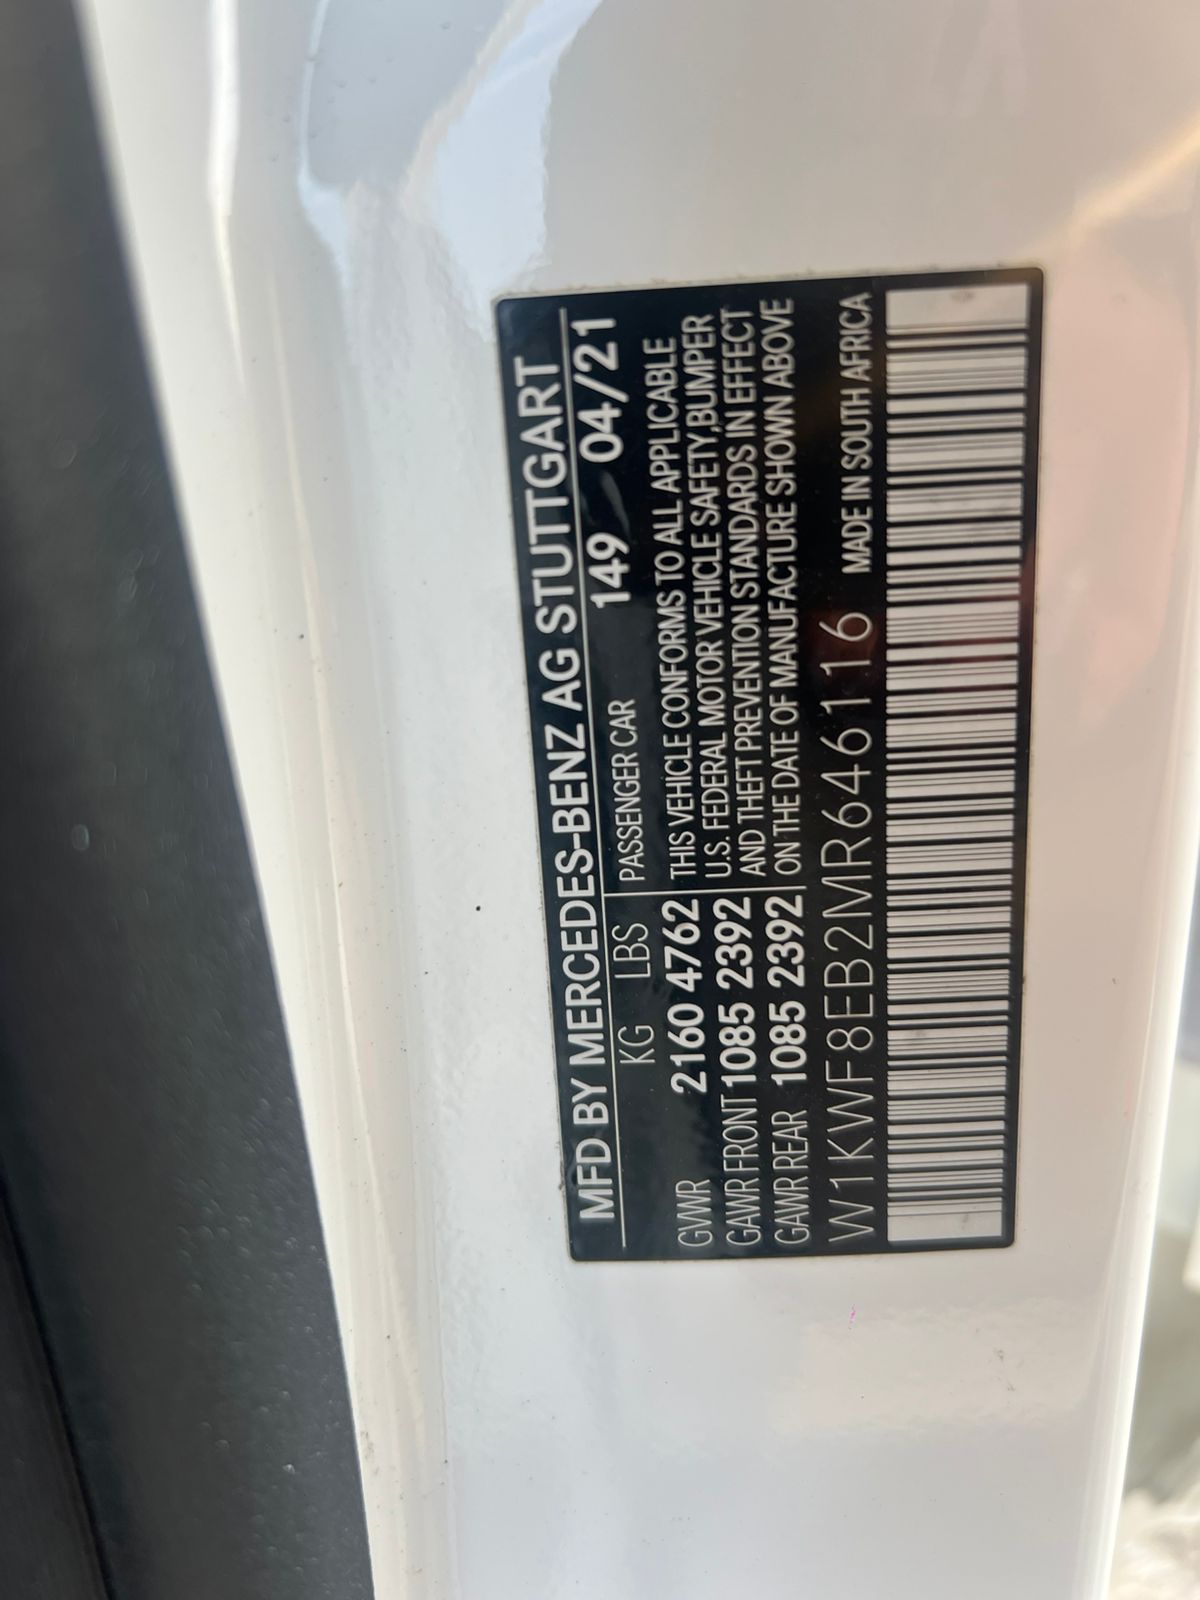 MFD BY MERCEDES-BENZ AG STUTTGART
KG LBS PASSENGER CAR 149 04/21
GVWR 2160 4762 THIS VEHICLE CONFORMS TO ALL APPLICABLE
GAWR FRONT 1085 2392 U.S. FEDERAL MOTOR VEHICLE SAFETY,BUMPER
GAWR REAR 1085 2392 AND THEFT PREVENTION STANDARDS IN EFFECT
ON THE DATE OF MANUFACTURE SHOWN ABOVE
W1KWF8EB2MR646116 MADE IN SOUTH AFRICA